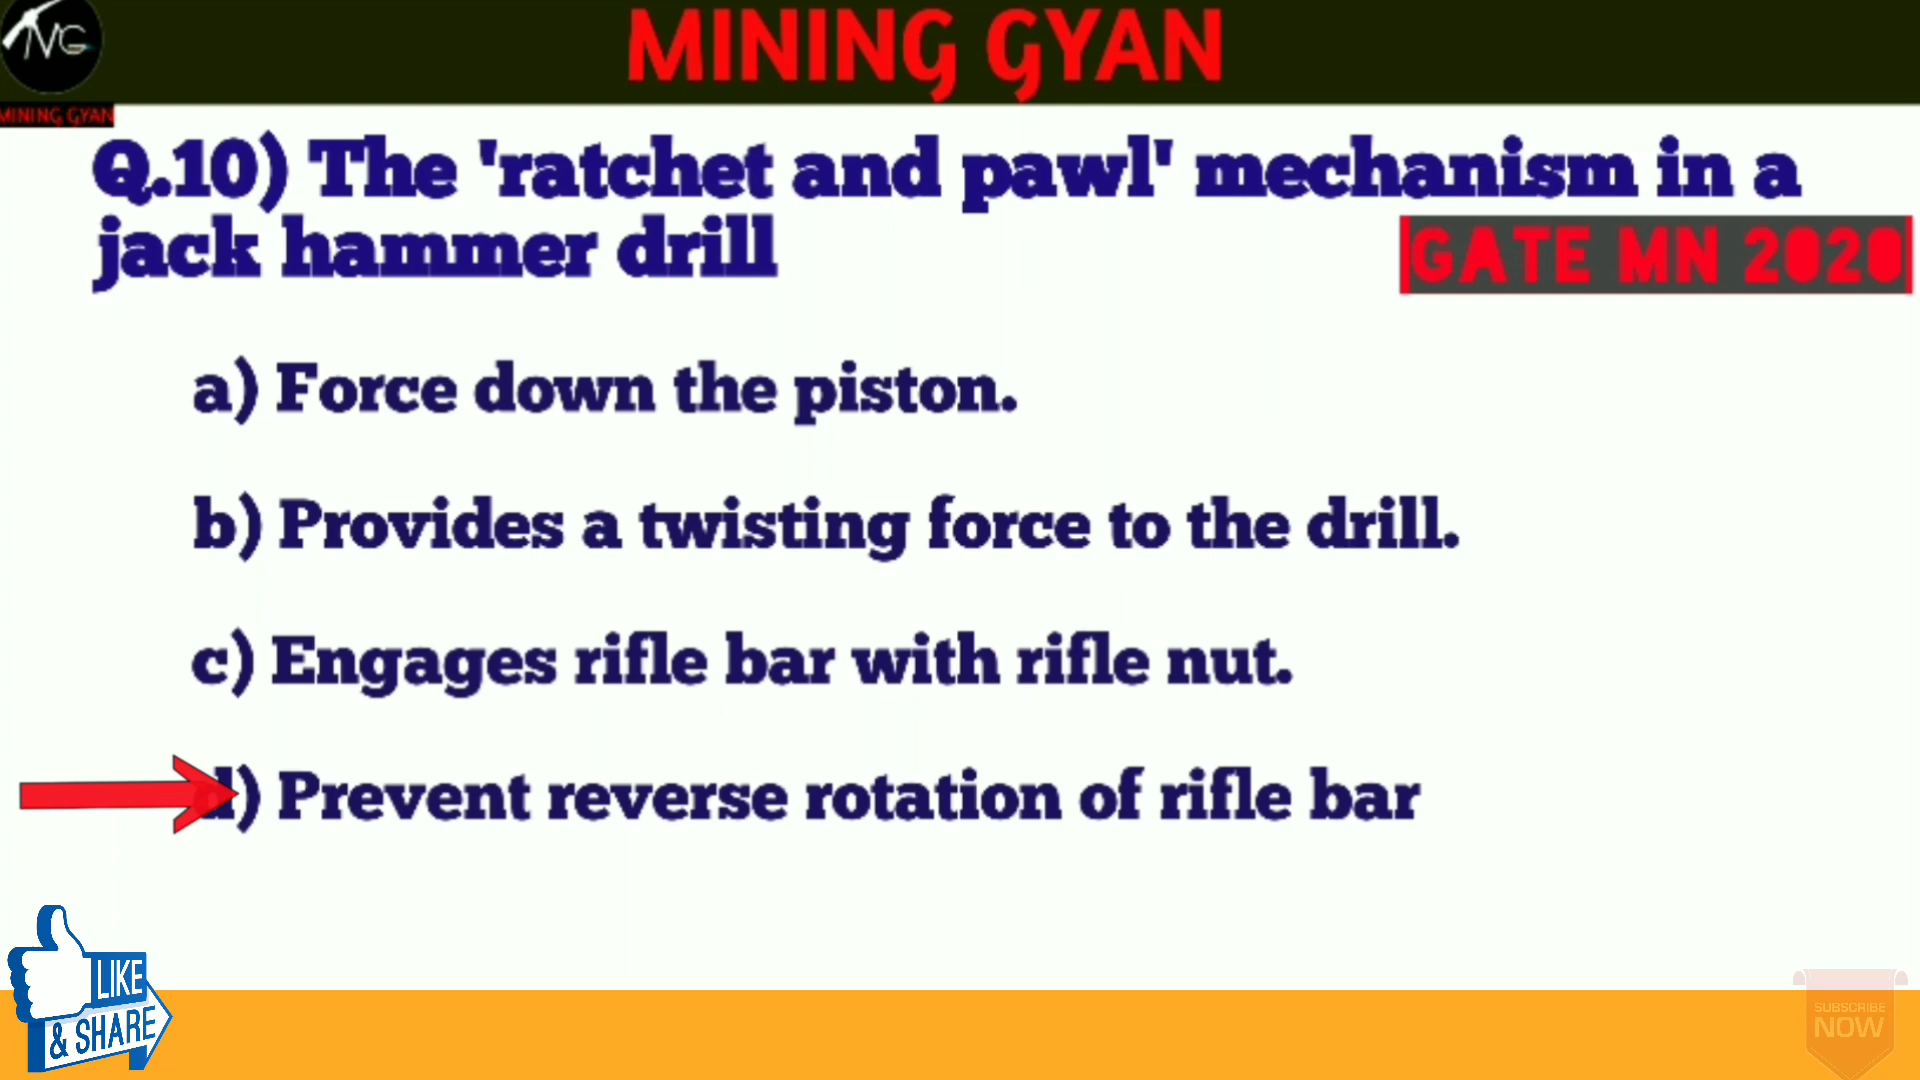 MG
MINING GYAN
MINING GYAN
Q.10) The 'ratchet and pawl' mechanism in a
jack hammer drill
GATE MN 2020
a) Force down the piston.
b) Provides a twisting force to the drill.
c) Engages rifle bar with rifle nut.
d) Prevent reverse rotation of rifle bar
LIKE
& SHARE
SUBSCRIBE
NOW